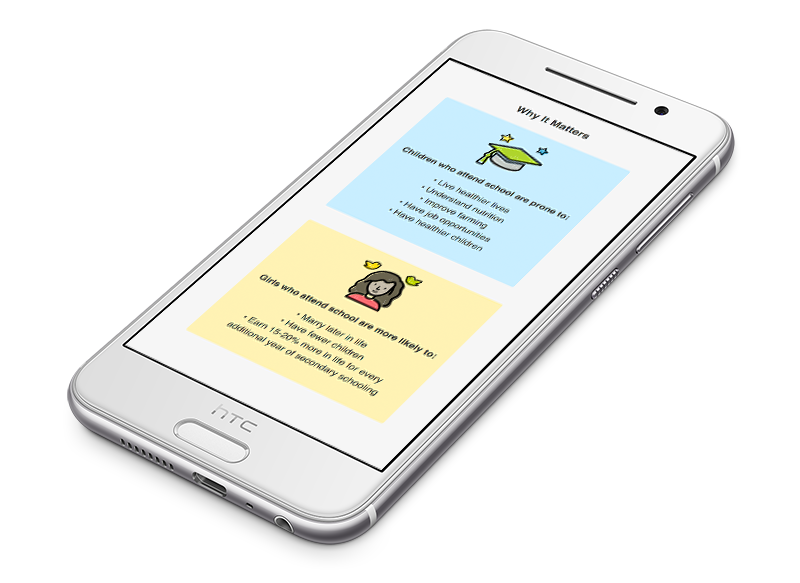 Why It Matters
Children who attend school are prone to:
• Live healthier lives
• Understand nutrition
• Improve farming
• Have job opportunities
• Have healthier children
Girls who attend school are more likely to:
• Marry later in life
• Have fewer children
• Earn 15-20% more in life for every
additional year of secondary schooling
hTC